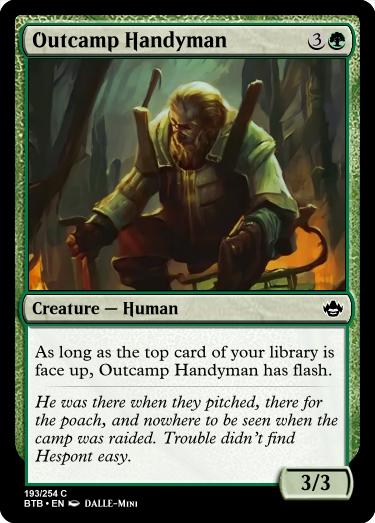 Outcamp Handyman 3
Creature — Human
As long as the top card of your library is
face up, Outcamp Handyman has flash.
He was there when they pitched, there for
the poach, and nowhere to be seen when the
camp was raided. Trouble didn't find
Hespont easy.
3/3
193/254 C
BTB • EN DALLE-Mini